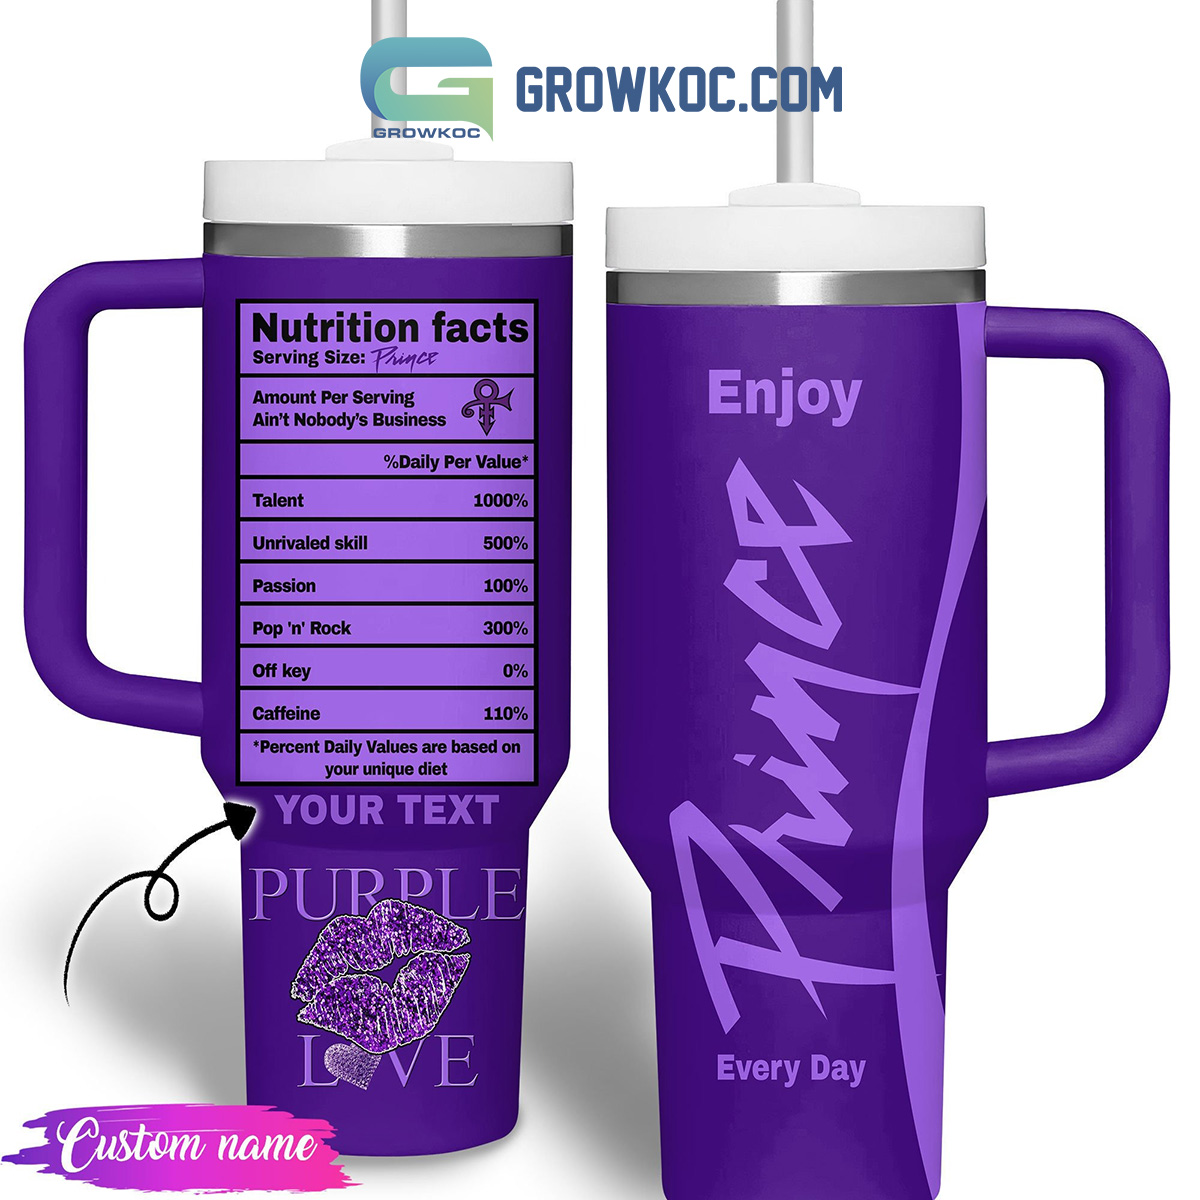 GROWKOC
GROWKOC.COM
Nutrition facts
Serving Size: Prince
Amount Per Serving
Ain't Nobody's Business
%Daily Per Value*
Talent 1000%
Unrivaled skill 500%
Passion 100%
Pop 'n' Rock 300%
Off key 0%
Caffeine 110%
*Percent Daily Values are based on
your unique diet
YOUR TEXT
PURPLE
LOVE
Custom name
Enjoy
Prince
Every Day